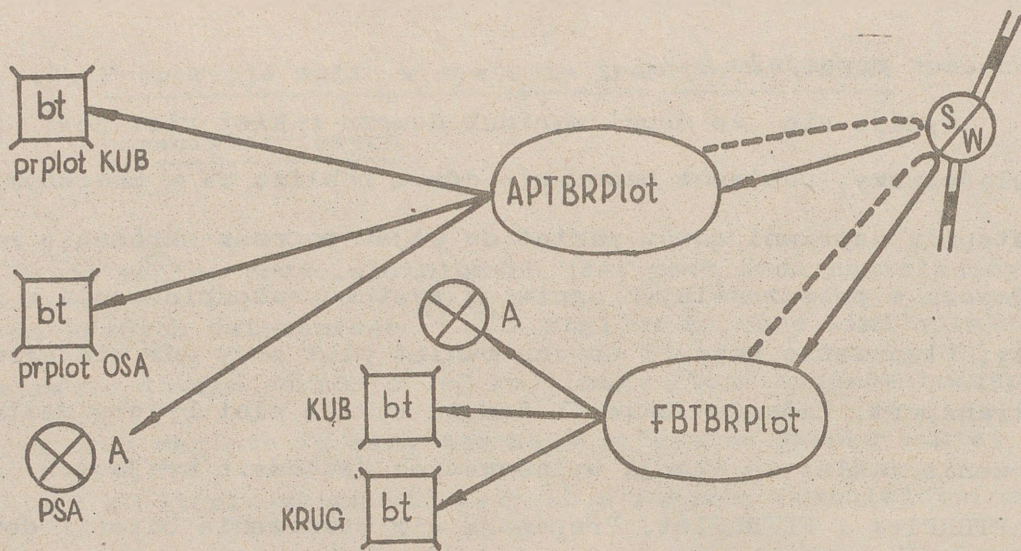 bt
prplot KUB
bt
prplot OSA
A
PSA
APTBRPlot
S
W
A
KUB
bt
KRUG
bt
FBTBRPlot